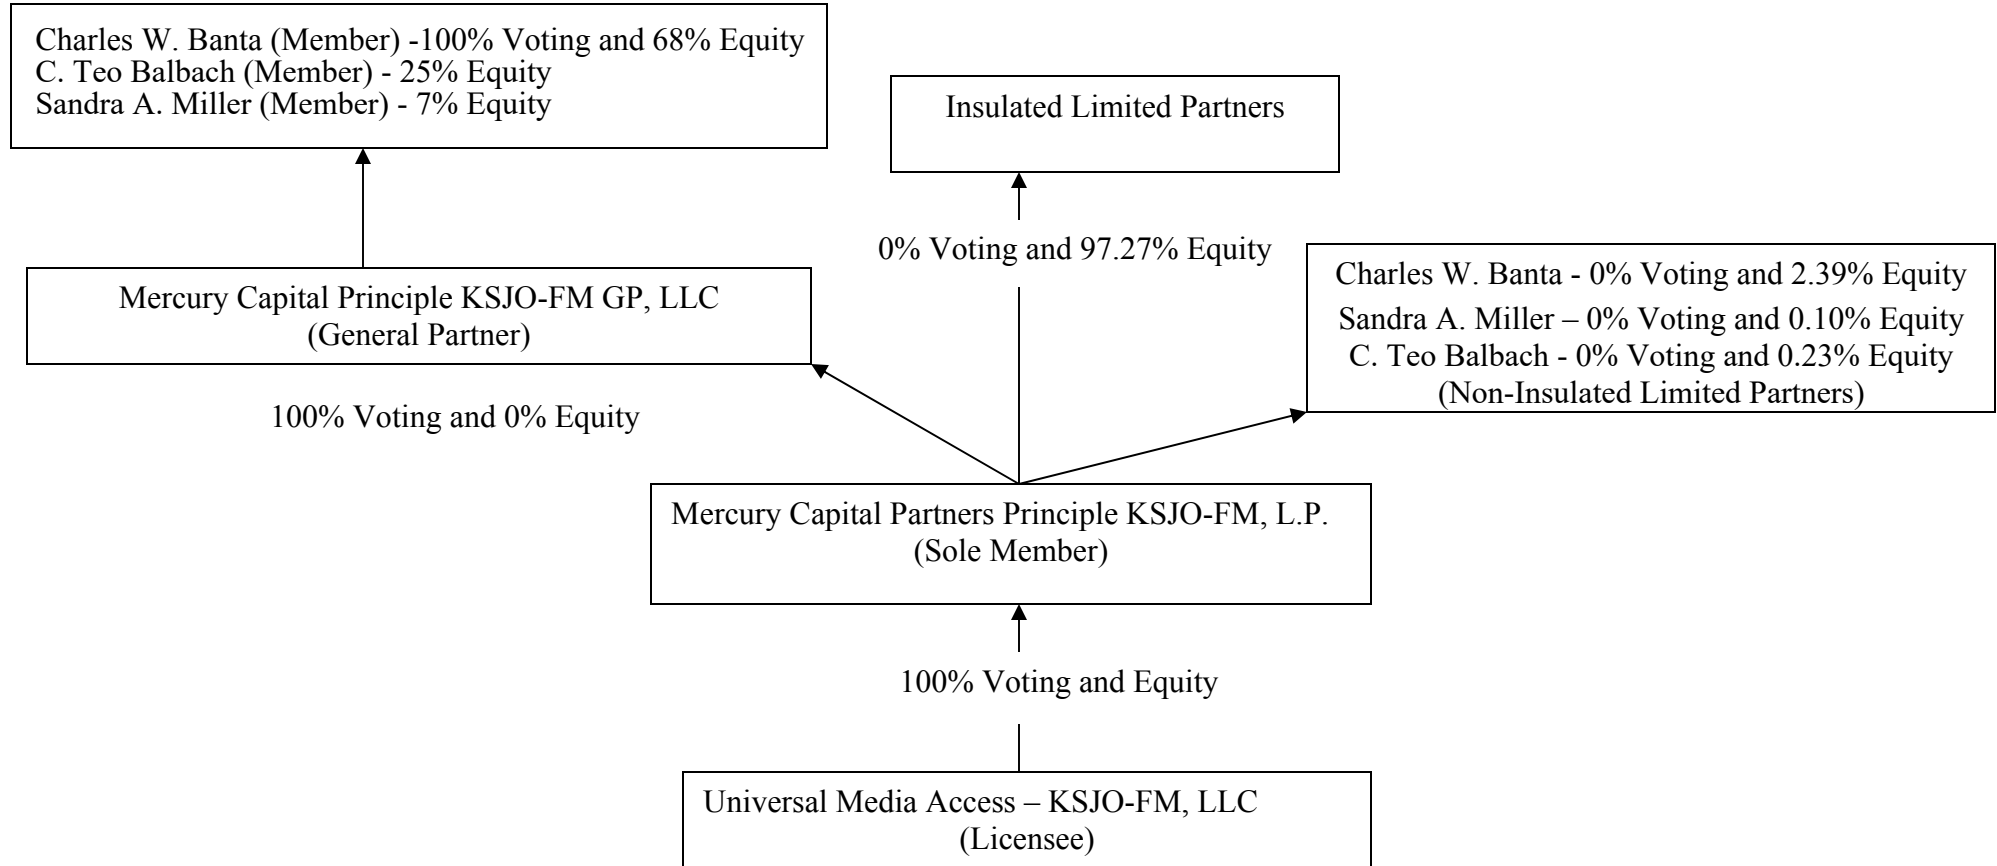 Charles W. Banta (Member) -100% Voting and 68% Equity
C. Teo Balbach (Member) - 25% Equity
Sandra A. Miller (Member) - 7% Equity
Insulated Limited Partners
0% Voting and 97.27% Equity
Charles W. Banta - 0% Voting and 2.39% Equity
Sandra A. Miller – 0% Voting and 0.10% Equity
C. Teo Balbach - 0% Voting and 0.23% Equity
(Non-Insulated Limited Partners)
Mercury Capital Principle KSJO-FM GP, LLC
(General Partner)
100% Voting and 0% Equity
Mercury Capital Partners Principle KSJO-FM, L.P.
(Sole Member)
100% Voting and Equity
Universal Media Access – KSJO-FM, LLC
(Licensee)